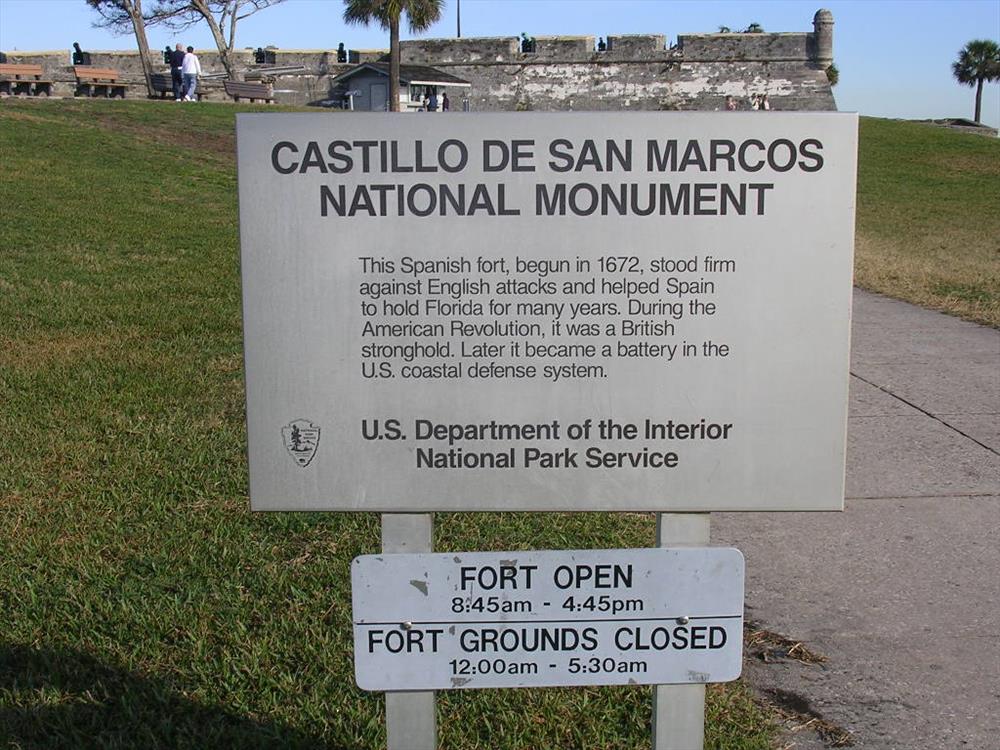 CASTILLO DE SAN MARCOS
NATIONAL MONUMENT
This Spanish fort, begun in 1672, stood firm
against English attacks and helped Spain
to hold Florida for many years. During the
American Revolution, it was a British
stronghold. Later it became a battery in the
U.S. coastal defense system.
U.S. Department of the Interior
National Park Service
FORT OPEN
8:45am - 4:45pm
FORT GROUNDS CLOSED
12:00am - 5:30am